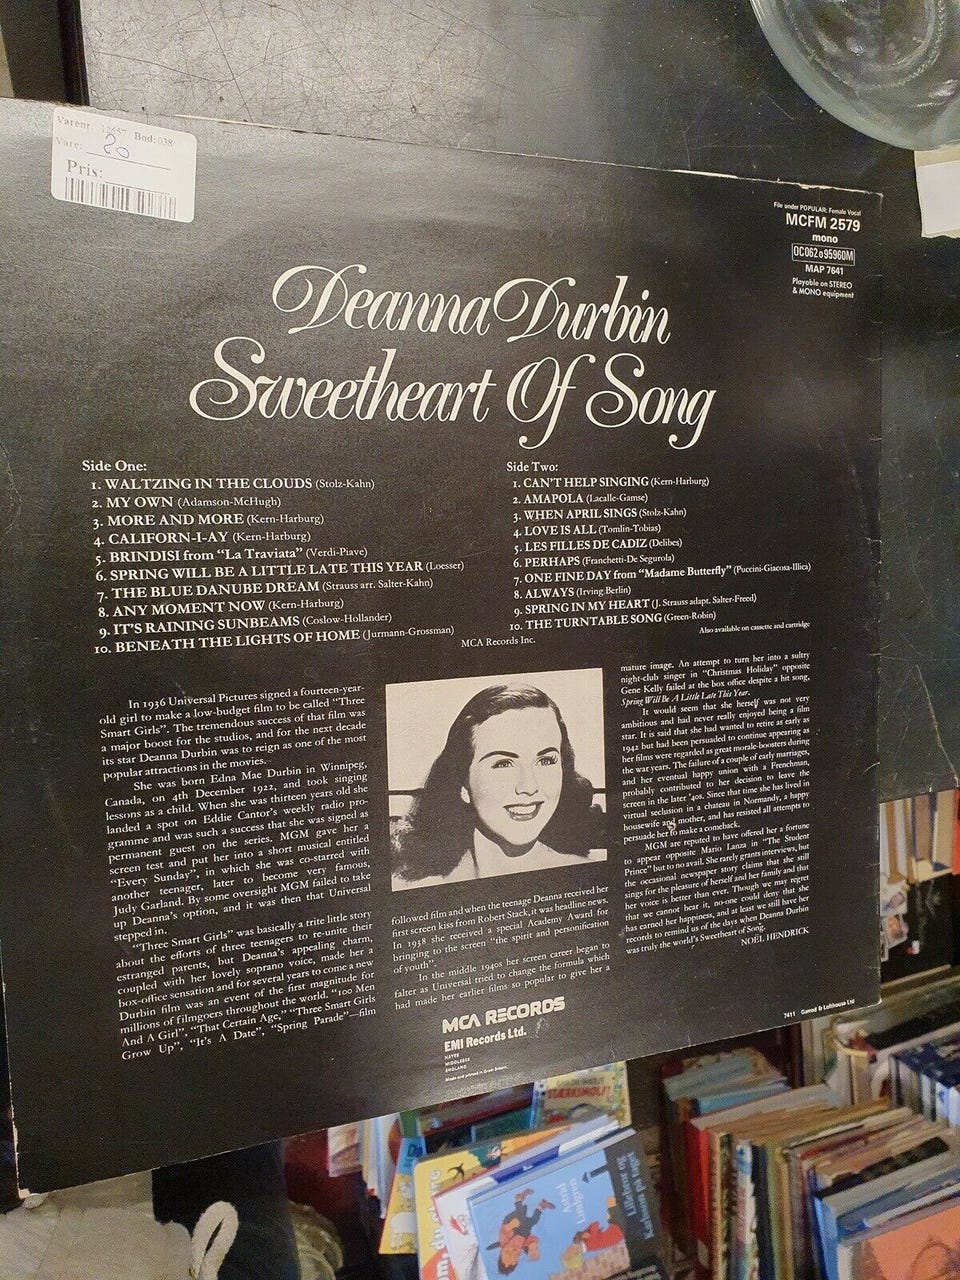 Varenr. 12657 Bod:038
Vare: 20
Pris:
File under POPULAR: Female Vocal
MCFM 2579
mono
0C062 o 95960M
MAP 7641
Playable on STEREO
& MONO equipment
Deanna Durbin
Sweetheart Of Song
Side One:
1. WALTZING IN THE CLOUDS (Stolz-Kahn)
2. MY OWN (Adamson-McHugh)
3. MORE AND MORE (Kern-Harburg)
4. CALIFORN-I-AY (Kern-Harburg)
5. BRINDISI from “La Traviata” (Verdi-Piave)
6. SPRING WILL BE A LITTLE LATE THIS YEAR (Loesser)
7. THE BLUE DANUBE DREAM (Strauss arr. Salter-Kahn)
8. ANY MOMENT NOW (Kern-Harburg)
9. IT'S RAINING SUNBEAMS (Coslow-Hollander)
10. BENEATH THE LIGHTS OF HOME (Jurmann-Grossman)
Side Two:
1. CAN'T HELP SINGING (Kern-Harburg)
2. AMAPOLA (Lacalle-Gamse)
3. WHEN APRIL SINGS (Stolz-Kahn)
4. LOVE IS ALL (Tomlin-Tobias)
5. LES FILLES DE CADIZ (Delibes)
6. PERHAPS (Franchetti-De Segurola)
7. ONE FINE DAY from “Madame Butterfly” (Puccini-Giacosa-Illica)
8. ALWAYS (Irving Berlin)
9. SPRING IN MY HEART (J. Strauss adapt. Salter-Freed)
10. THE TURNTABLE SONG (Green-Robin)
Also available on cassette and cartridge
MCA Records Inc.
In 1936 Universal Pictures signed a fourteen-year-
old girl to make a low-budget film to be called “Three
Smart Girls”. The tremendous success of that film was
a major boost for the studios, and for the next decade
its star Deanna Durbin was to reign as one of the most
popular attractions in the movies.
She was born Edna Mae Durbin in Winnipeg,
Canada, on 4th December 1922, and took singing
lessons as a child. When she was thirteen years old she
landed a spot on Eddie Cantor's weekly radio pro-
gramme and was such a success that she was signed as
permanent guest on the series. MGM gave her a
screen test and put her into a short musical entitled
“Every Sunday”, in which she was co-starred with
another teenager, later to become very famous,
Judy Garland. By some oversight MGM failed to take
up Deanna's option, and it was then that Universal
stepped in.
“Three Smart Girls” was basically a trite little story
about the efforts of three teenagers to re-unite their
estranged parents, but Deanna's appealing charm,
coupled with her lovely soprano voice, made her a
box-office sensation and for several years to come a new
Durbin film was an event of the first magnitude for
millions of filmgoers throughout the world. “100 Men
And A Girl”, “That Certain Age,” “Three Smart Girls
Grow Up”, “It's A Date”, “Spring Parade”—film
followed film and when the teenage Deanna received her
first screen kiss from Robert Stack, it was headline news.
In 1938 she received a special Academy Award for
bringing to the screen “the spirit and personification
of youth”.
In the middle 1940s her screen career began to
falter as Universal tried to change the formula which
had made her earlier films so popular to give her a
mature image. An attempt to turn her into a sultry
night-club singer in “Christmas Holiday” opposite
Gene Kelly failed at the box office despite a hit song,
Spring Will Be A Little Late This Year.
It would seem that she herself was not very
ambitious and had never really enjoyed being a film
star. It is said that she had wanted to retire as early as
1942 but had been persuaded to continue appearing as
her films were regarded as great morale-boosters during
the war years. The failure of a couple of early marriages,
and her eventual happy union with a Frenchman,
probably contributed to her decision to leave the
screen in the later '40s. Since that time she has lived in
virtual seclusion in a chateau in Normandy, a happy
housewife and mother, and has resisted all attempts to
persuade her to make a comeback.
MGM are reputed to have offered her a fortune
to appear opposite Mario Lanza in “The Student
Prince” but to no avail. She rarely grants interviews, but
the occasional newspaper story claims that she still
sings for the pleasure of herself and her family and that
her voice is better than ever. Though we may regret
that we cannot hear it, no-one could deny that she
has earned her happiness, and at least we still have her
records to remind us of the days when Deanna Durbin
was truly the world's Sweetheart of Song.
NOËL HENDRICK
MCA RECORDS
EMI Records Ltd.
HAYES
MIDDLESEX
ENGLAND
Made and printed in Great Britain.
7411 Garrod & Lofthouse Ltd
Astrid
Lindgren
Karlsson på taket